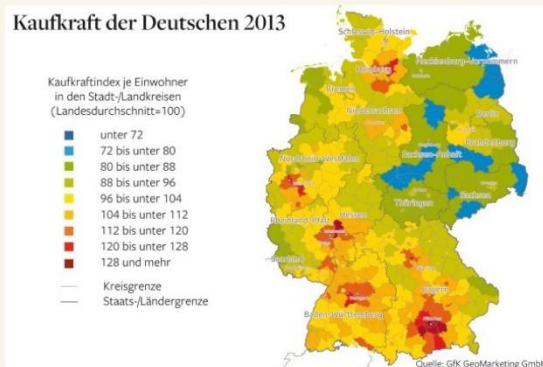 Kaufkraft der Deutschen 2013
Kaufkraftindex je Einwohner
in den Stadt-/Landkreisen
(Landesdurchschnitt=100)
unter 72
72 bis unter 80
80 bis unter 88
88 bis unter 96
96 bis unter 104
104 bis unter 112
112 bis unter 120
120 bis unter 128
128 und mehr
Kreisgrenze
Staats-/Ländergrenze
Schleswig-Holstein
Mecklenburg-Vorpommern
Hamburg
Bremen
Niedersachsen
Berlin
Brandenburg
Sachsen-Anhalt
Nordrhein-Westfalen
Sachsen
Thüringen
Hessen
Rheinland-Pfalz
Saarland
Bayern
Baden-Württemberg
Quelle: GfK GeoMarketing GmbH